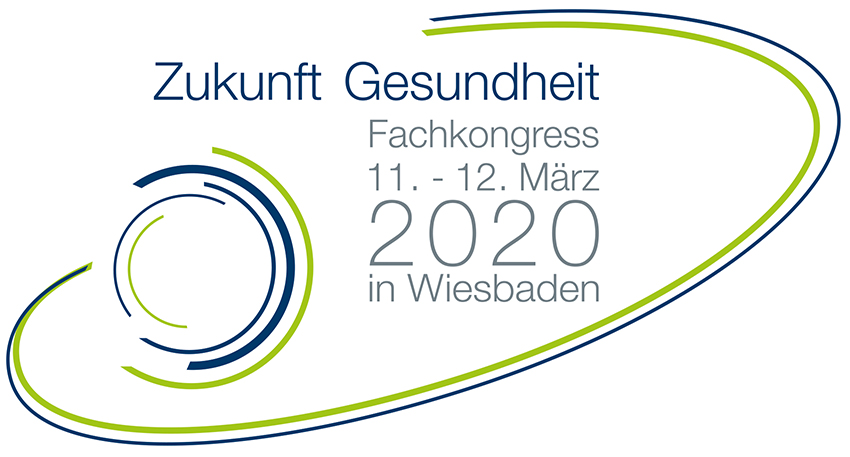 Zukunft Gesundheit
Fachkongress
11. - 12. März
2020
in Wiesbaden